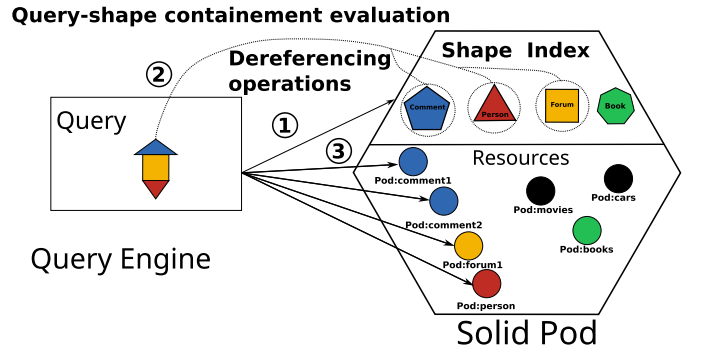 Query-shape containement evaluation
Dereferencing
operations
Shape Index
②
①
③
Query
Comment
Person
Forum
Book
Resources
Pod:comment1
Pod:comment2
Pod:forum1
Pod:person
Pod:movies
Pod:cars
Pod:books
Query Engine
Solid Pod